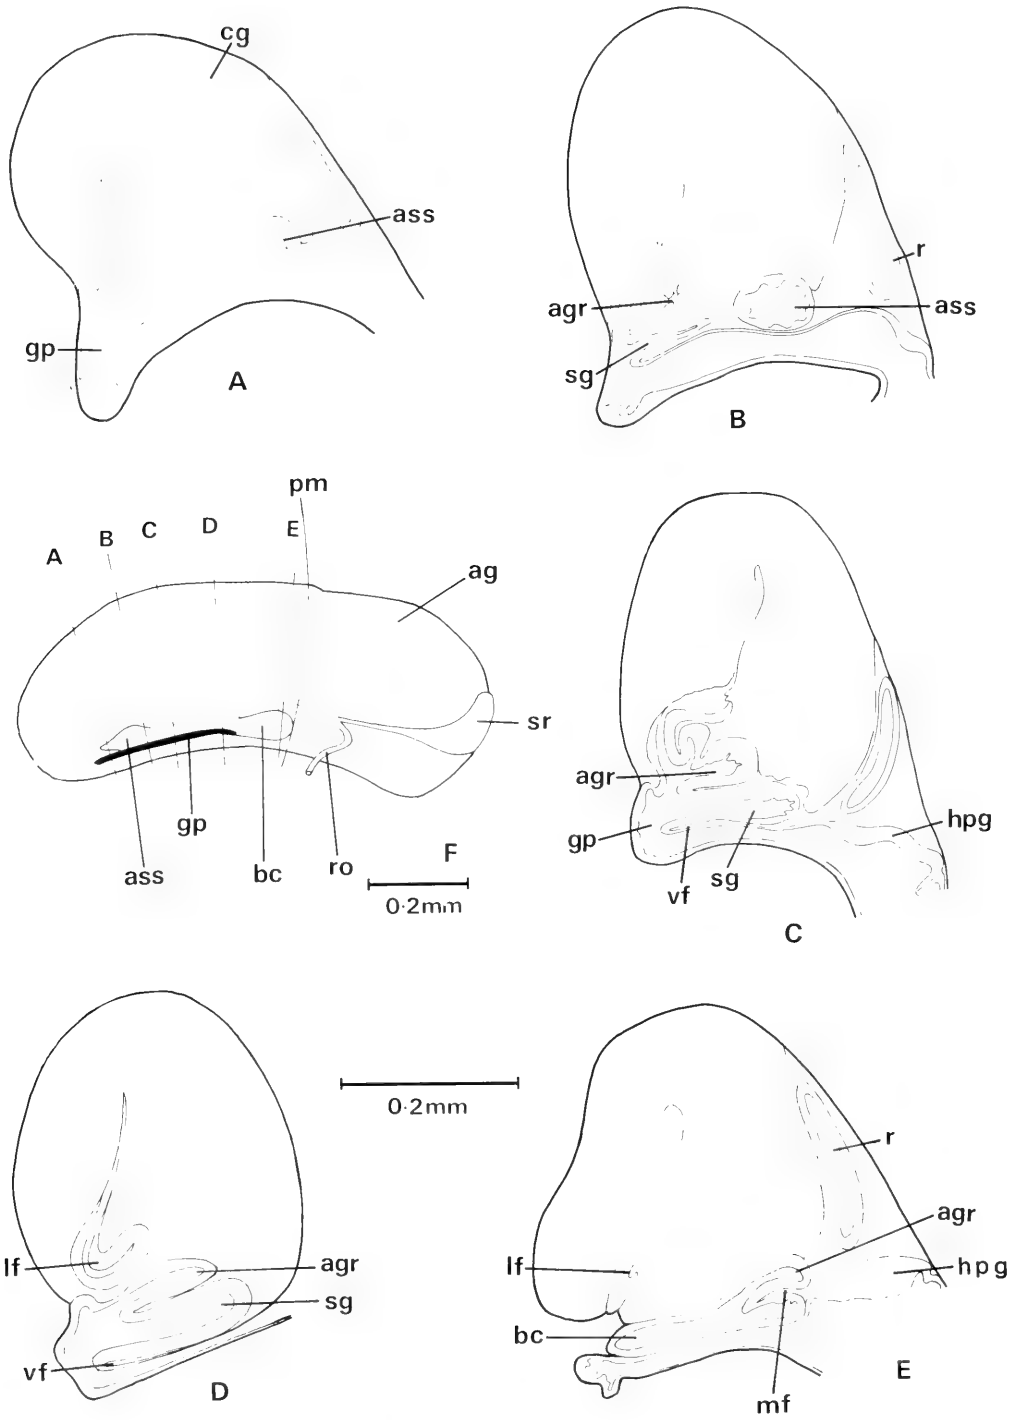 cg
ass
gp
A
r
agr
ass
sg
B
pm
A
B
C
D
E
ag
sr
gp
ass
bc
ro
F
0·2mm
agr
gp
vf
sg
hpg
C
lf
agr
sg
vf
D
0·2mm
r
agr
lf
hpg
bc
mf
E